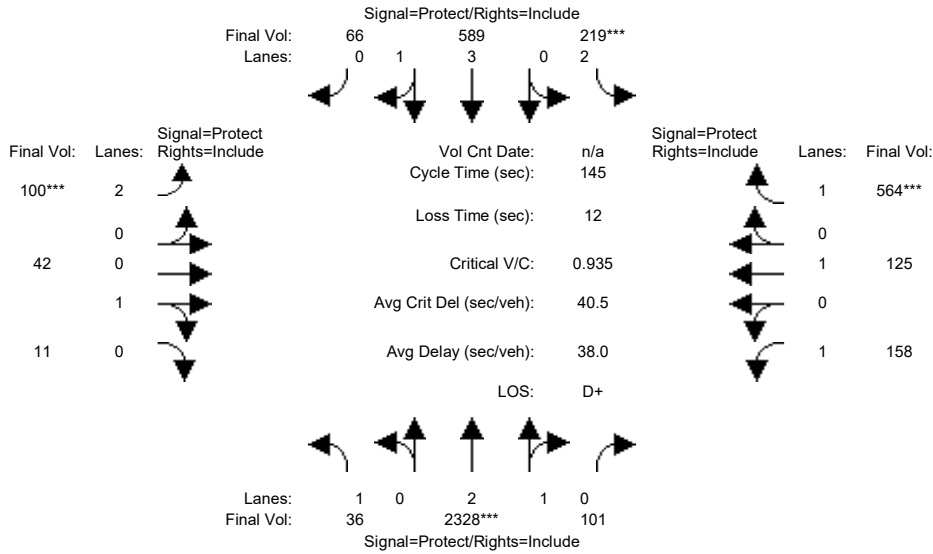 Signal=Protect/Rights=Include
Final Vol: 66 589 219***
Lanes: 0 1 3 0 2
Signal=Protect
Final Vol: Lanes: Rights=Include
Vol Cnt Date: n/a
Signal=Protect
Rights=Include Lanes: Final Vol:
Cycle Time (sec): 145
100*** 2
1 564***
Loss Time (sec): 12
0
0
42 0
Critical V/C: 0.935
1 125
1
Avg Crit Del (sec/veh): 40.5
0
11 0
Avg Delay (sec/veh): 38.0
1 158
LOS: D+
Lanes: 1 0 2 1 0
Final Vol: 36 2328*** 101
Signal=Protect/Rights=Include